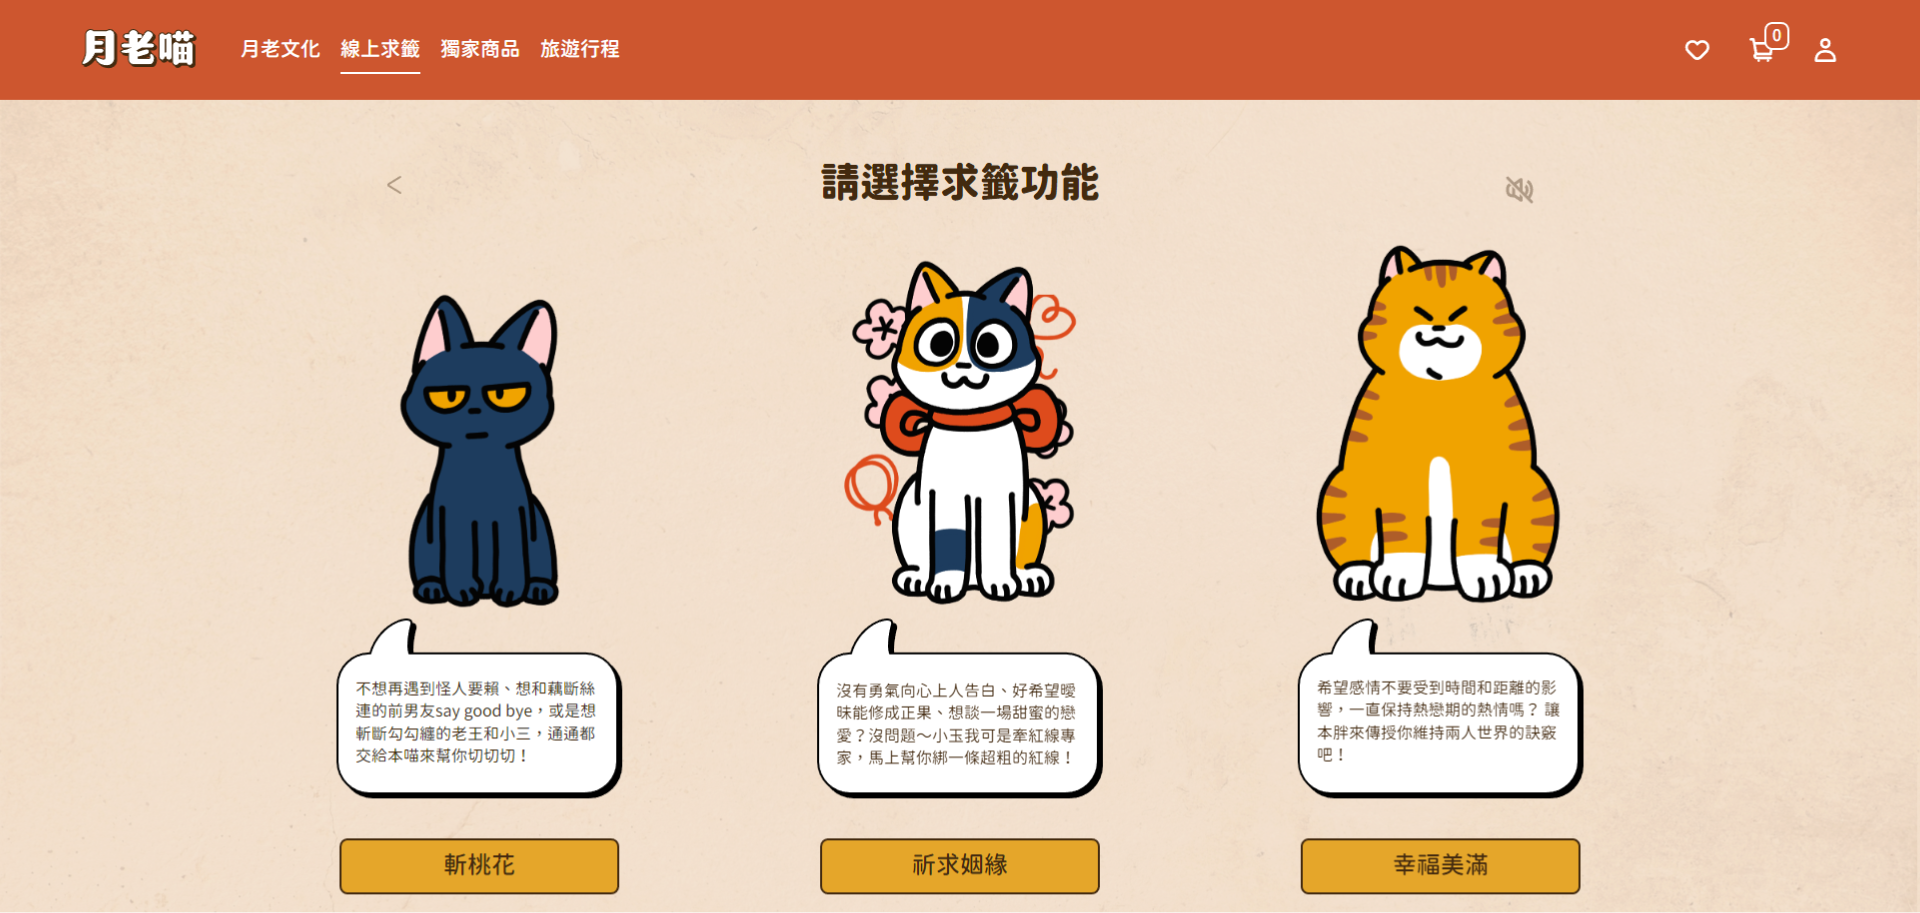 月老喵
月老文化 線上求籤 獨家商品 旅遊行程
0
<
請選擇求籤功能
不想再遇到怪人要賴、想和藕斷絲
連的前男友say good bye，或是想
斬斷勾勾纏的老王和小三，通通都
交給本喵來幫你切切切！
沒有勇氣向心上人告白、好希望曖
昧能修成正果、想談一場甜蜜的戀
愛？沒問題～小玉我可是牽紅線專
家，馬上幫你綁一條超粗的紅線！
希望感情不要受到時間和距離的影
響，一直保持熱戀期的熱情嗎？ 讓
本胖來傳授你維持兩人世界的訣竅
吧！
斬桃花
祈求姻緣
幸福美滿